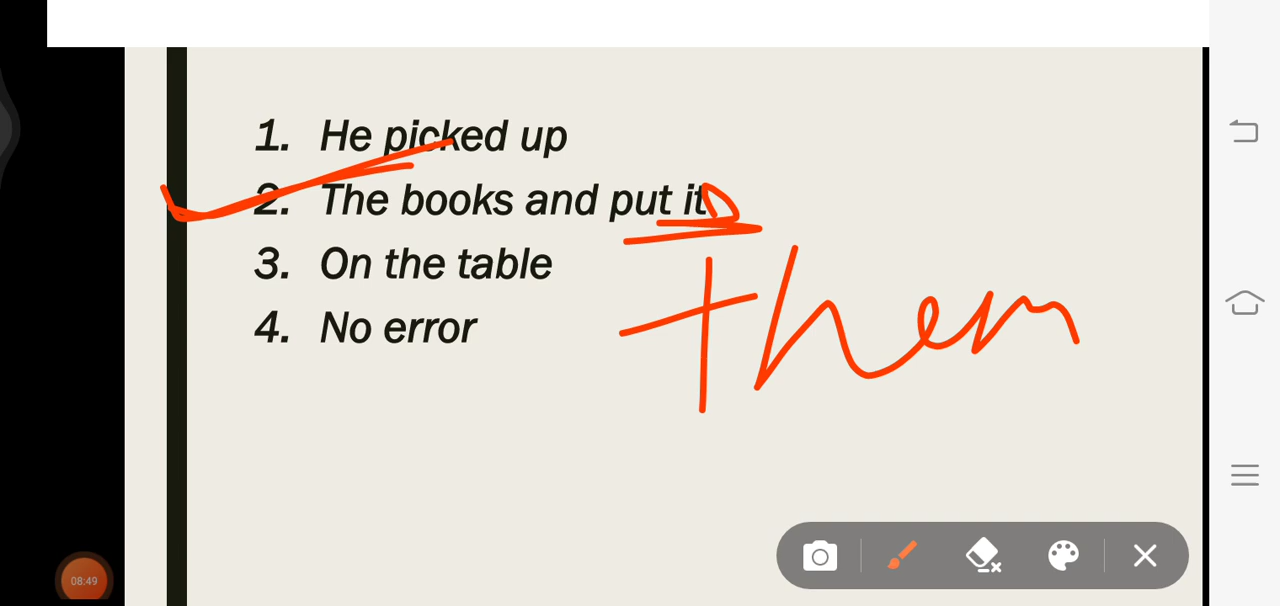 1. He picked up
2. The books and put it
3. On the table
Them
4. No error
08:49